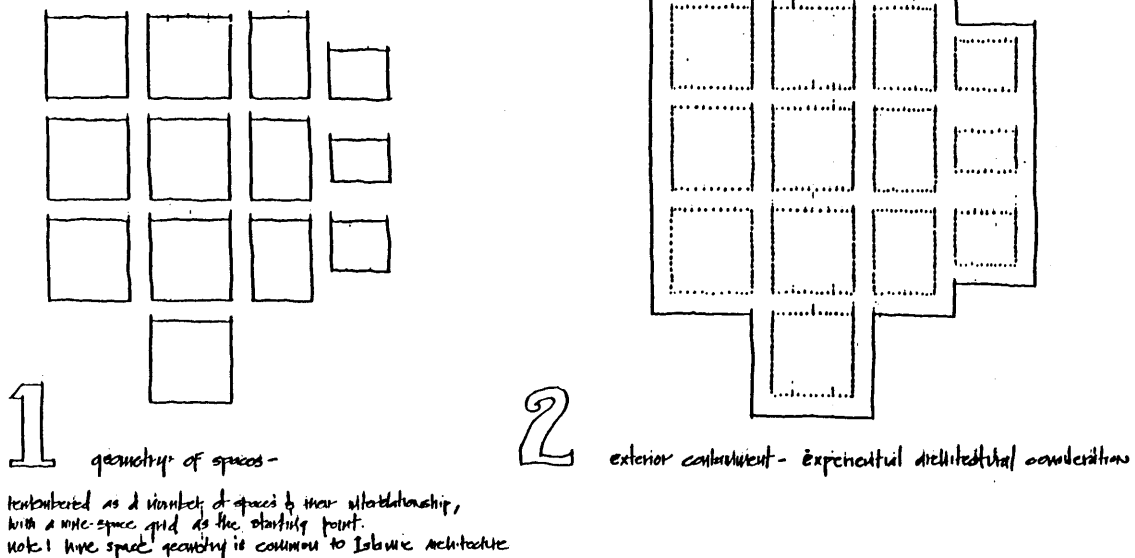 1
geometry of spaces -
remembered as a number of spaces & their interrelationship,
with a nine-space grid as the starting point.
note! nine space geometry is common to Islamic Architecture
2
exterior containment - experiential architectural consideration